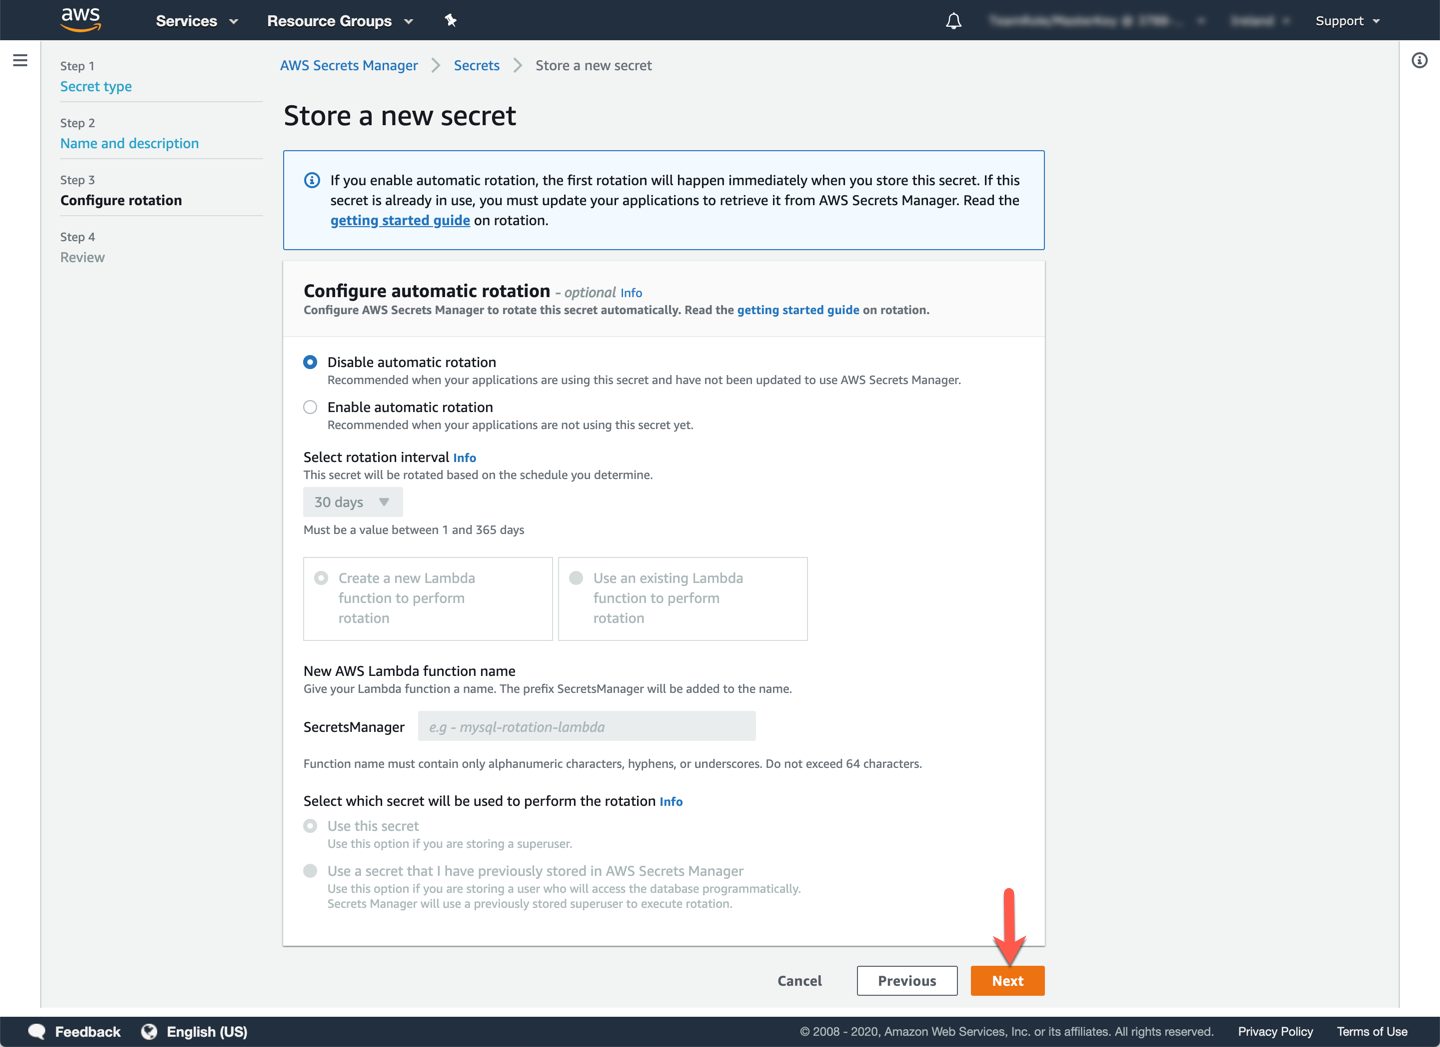 aws
Services
Resource Groups
Support
Step 1
Secret type
Step 2
Name and description
Step 3
Configure rotation
Step 4
Review
AWS Secrets Manager > Secrets > Store a new secret
Store a new secret
If you enable automatic rotation, the first rotation will happen immediately when you store this secret. If this
secret is already in use, you must update your applications to retrieve it from AWS Secrets Manager. Read the
getting started guide on rotation.
Configure automatic rotation - optional Info
Configure AWS Secrets Manager to rotate this secret automatically. Read the getting started guide on rotation.
Disable automatic rotation
Recommended when your applications are using this secret and have not been updated to use AWS Secrets Manager.
Enable automatic rotation
Recommended when your applications are not using this secret yet.
Select rotation interval Info
This secret will be rotated based on the schedule you determine.
30 days
Must be a value between 1 and 365 days
Create a new Lambda
function to perform
rotation
Use an existing Lambda
function to perform
rotation
New AWS Lambda function name
Give your Lambda function a name. The prefix SecretsManager will be added to the name.
SecretsManager
e.g - mysql-rotation-lambda
Function name must contain only alphanumeric characters, hyphens, or underscores. Do not exceed 64 characters.
Select which secret will be used to perform the rotation Info
Use this secret
Use this option if you are storing a superuser.
Use a secret that I have previously stored in AWS Secrets Manager
Use this option if you are storing a user who will access the database programmatically.
Secrets Manager will use a previously stored superuser to execute rotation.
Cancel
Previous
Next
Feedback
English (US)
© 2008 - 2020, Amazon Web Services, Inc. or its affiliates. All rights reserved.
Privacy Policy
Terms of Use